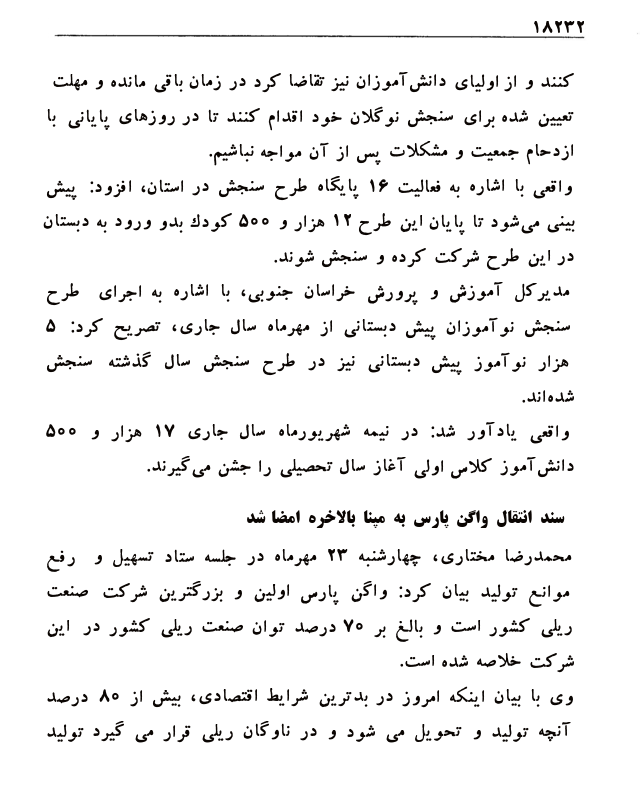 ۱۸۲۳۲
کنند و از اولیای دانش‌آموزان نیز تقاضا کرد در زمان باقی مانده و مهلت
تعیین شده برای سنجش نوگلان خود اقدام کنند تا در روزهای پایانی با
ازدحام جمعیت و مشکلات پس از آن مواجه نباشیم.
واقعی با اشاره به فعالیت ۱۶ پایگاه طرح سنجش در استان، افزود: پیش
بینی می‌شود تا پایان این طرح ۱۲ هزار و ۵۰۰ کودك بدو ورود به دبستان
در این طرح شرکت کرده و سنجش شوند.
مدیرکل آموزش و پرورش خراسان جنوبی، با اشاره به اجرای طرح
سنجش نوآموزان پیش دبستانی از مهرماه سال جاری، تصریح کرد: ۵
هزار نوآموز پیش دبستانی نیز در طرح سنجش سال گذشته سنجش
شده‌اند.
واقعی یادآور شد: در نیمه شهریورماه سال جاری ۱۷ هزار و ۵۰۰
دانش‌آموز کلاس اولی آغاز سال تحصیلی را جشن می‌گیرند.
سند انتقال واگن پارس به مپنا بالاخره امضا شد
محمدرضا مختاری، چهارشنبه ۲۳ مهرماه در جلسه ستاد تسهیل و رفع
موانع تولید بیان کرد: واگن پارس اولین و بزرگترین شرکت صنعت
ریلی کشور است و بالغ بر ۷۰ درصد توان صنعت ریلی کشور در این
شرکت خلاصه شده است.
وی با بیان اینکه امروز در بدترین شرایط اقتصادی، بیش از ۸۰ درصد
آنچه تولید و تحویل می شود و در ناوگان ریلی قرار می گیرد تولید